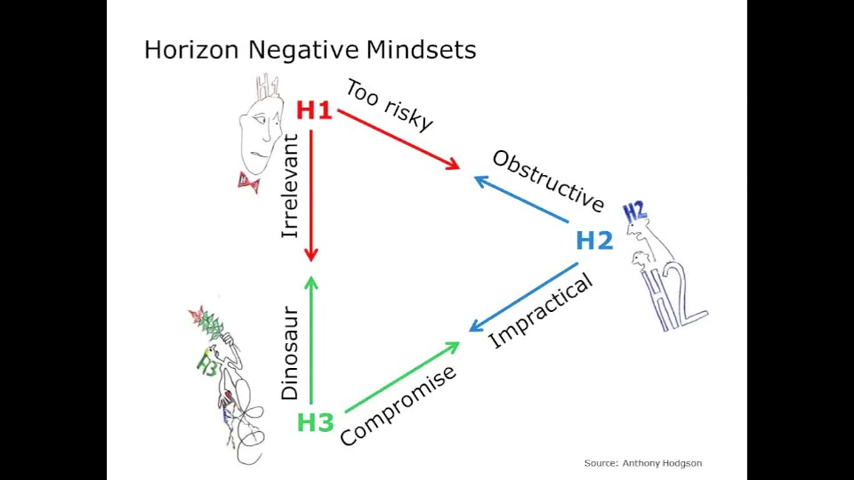 Horizon Negative Mindsets
H1
H1
Too risky
Irrelevant
Obstructive
H2
H2
H2
Impractical
Dinosaur
H3
H3
Compromise
Source: Anthony Hodgson